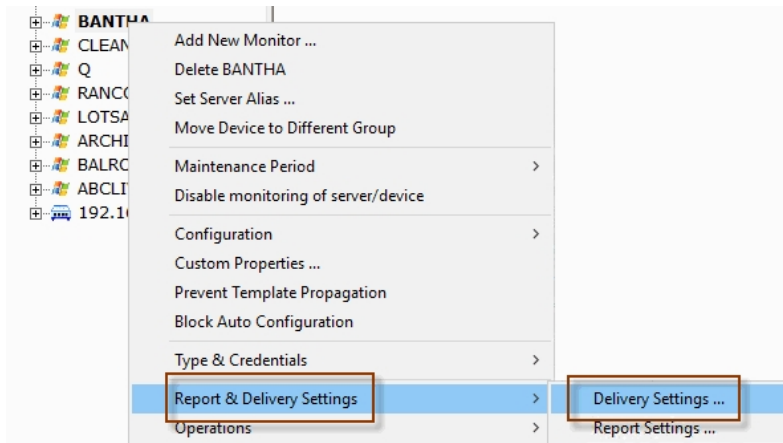 BANTHA
CLEAN
Q
RANCO
LOTSA
ARCHI
BALRO
ABCLI
192.1
Add New Monitor ...
Delete BANTHA
Set Server Alias ...
Move Device to Different Group
Maintenance Period
Disable monitoring of server/device
Configuration
Custom Properties ...
Prevent Template Propagation
Block Auto Configuration
Type & Credentials
Report & Delivery Settings
Operations
Delivery Settings ...
Report Settings ...